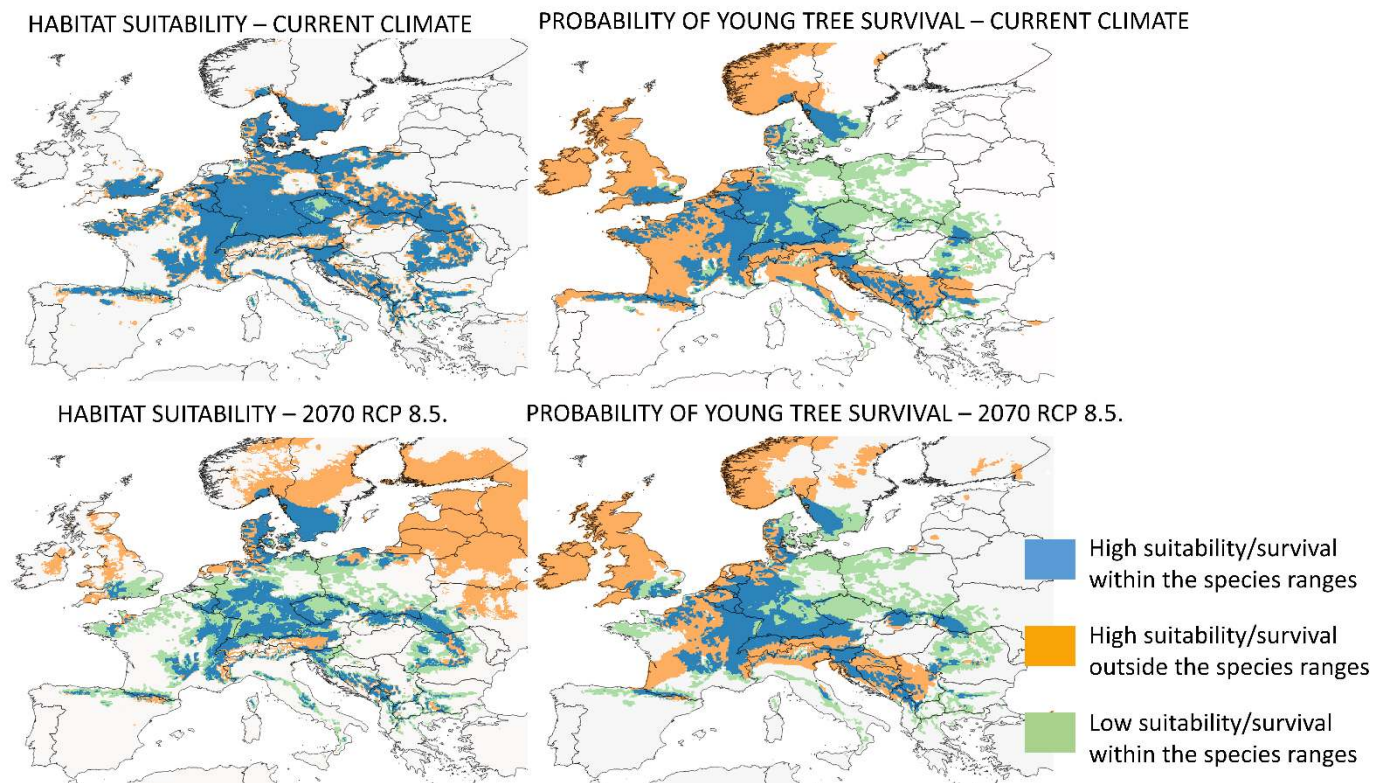 HABITAT SUITABILITY – CURRENT CLIMATE
PROBABILITY OF YOUNG TREE SURVIVAL – CURRENT CLIMATE
HABITAT SUITABILITY – 2070 RCP 8.5.
PROBABILITY OF YOUNG TREE SURVIVAL – 2070 RCP 8.5.
High suitability/survival
within the species ranges
High suitability/survival
outside the species ranges
Low suitability/survival
within the species ranges